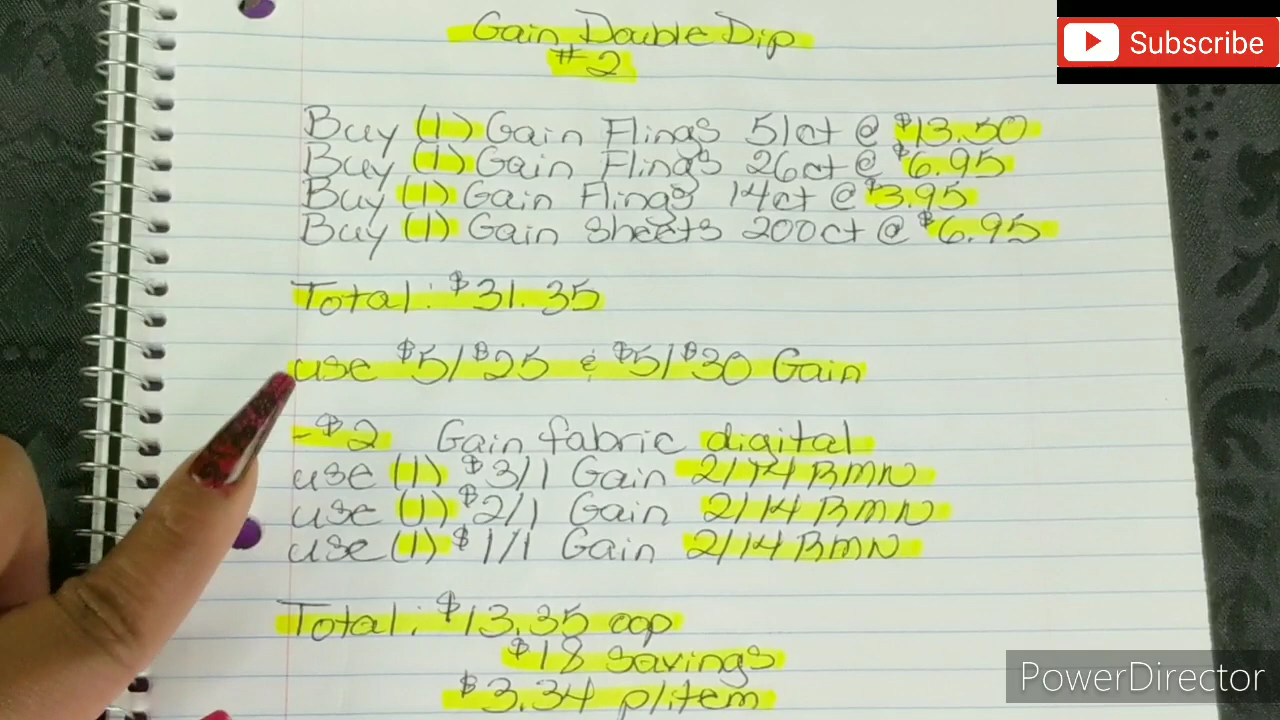 Gain Double Dip
#2
Subscribe
Buy (1) Gain Flings 51ct @ $13.50
Buy (1) Gain Flings 26ct @ $6.95
Buy (1) Gain Flings 14ct @ $3.95
Buy (1) Gain Sheets 200ct @ $6.95
Total: $31.35
use $5/$25 & $5/$30 Gain
-$2 Gain fabric digital
use (1) $3/1 Gain 2/14 RMN
use (1) $2/1 Gain 2/14 RMN
use (1) $1/1 Gain 2/14 RMN
Total: $13.35 oop
$18 savings
$3.34 p/item
PowerDirector